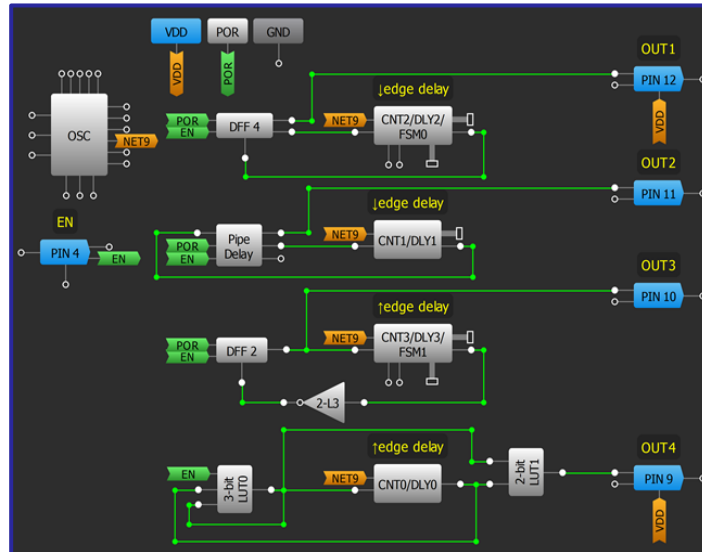 VDD
POR
GND
VDD
POR
OUT1
PIN 12
VDD
OSC
NET9
↓edge delay
POR
EN
DFF 4
NET9
CNT2/DLY2/
FSM0
OUT2
PIN 11
EN
PIN 4
EN
↓edge delay
POR
EN
Pipe
Delay
NET9
CNT1/DLY1
OUT3
PIN 10
↑edge delay
POR
EN
DFF 2
NET9
CNT3/DLY3/
FSM1
2-L3
↑edge delay
OUT4
EN
3-bit
LUT0
NET9
CNT0/DLY0
2-bit
LUT1
PIN 9
VDD